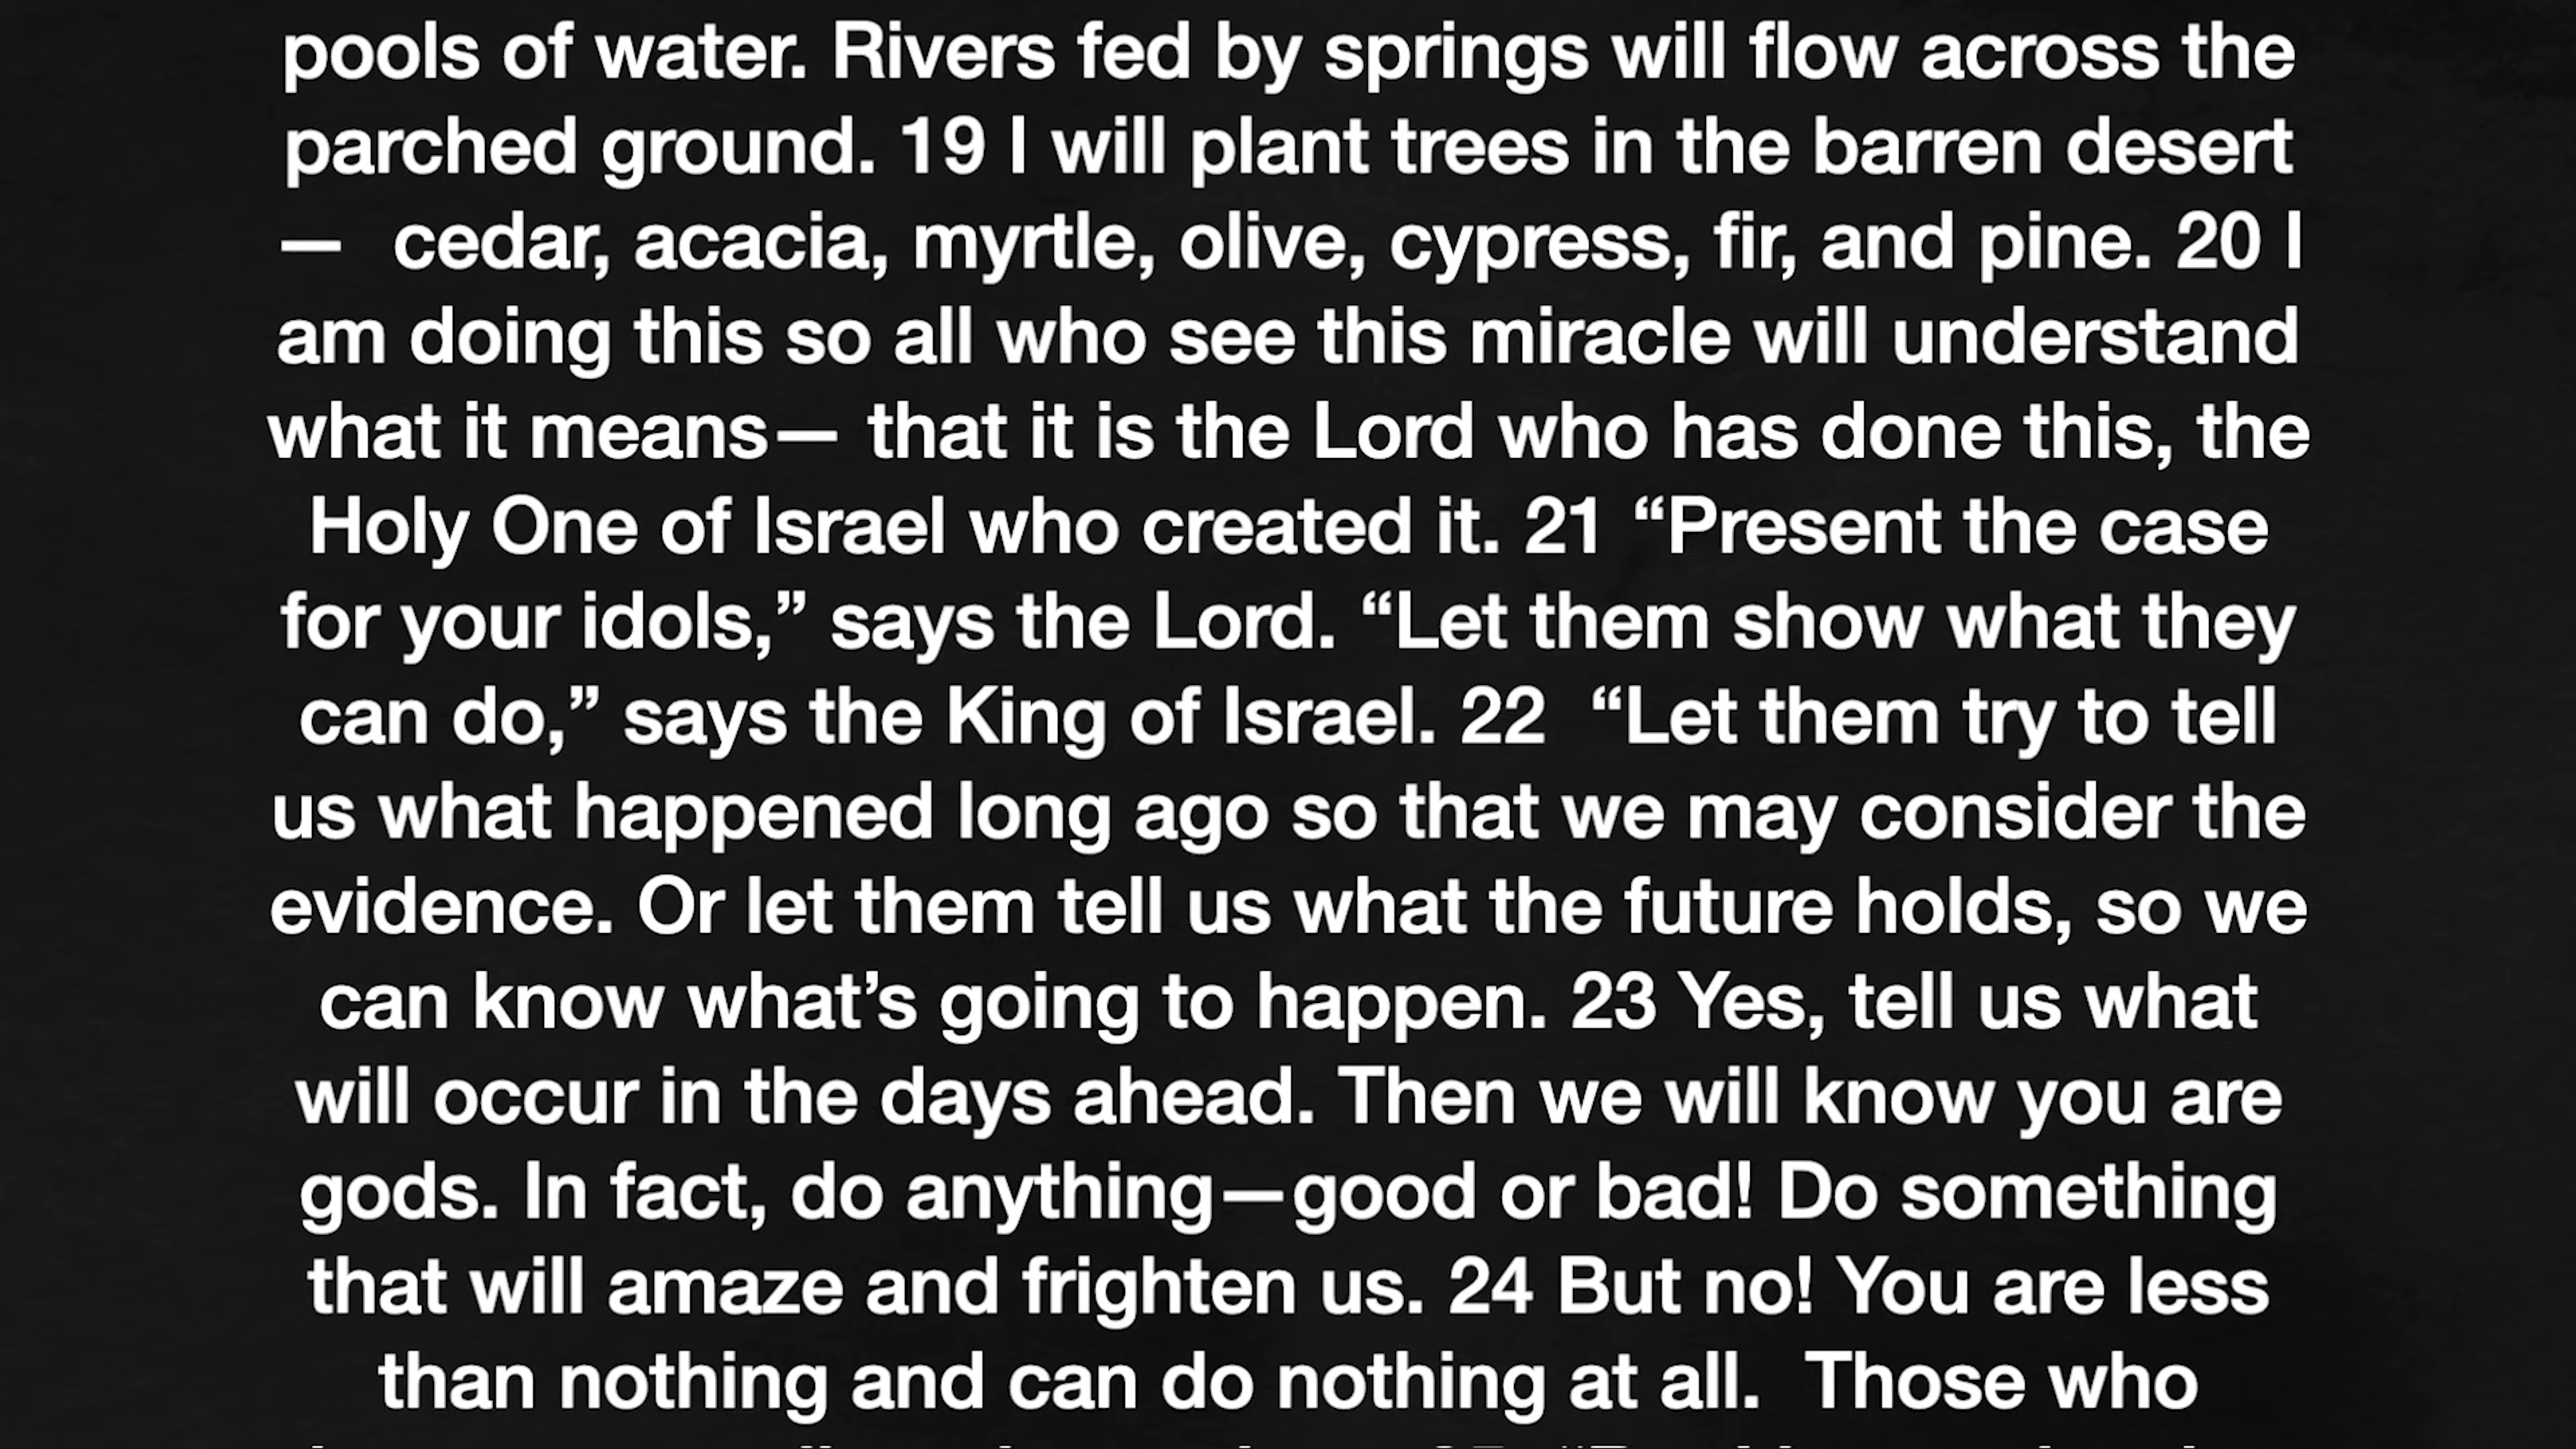 pools of water. Rivers fed by springs will flow across the
parched ground. 19 I will plant trees in the barren desert
— cedar, acacia, myrtle, olive, cypress, fir, and pine. 20 I
am doing this so all who see this miracle will understand
what it means— that it is the Lord who has done this, the
Holy One of Israel who created it. 21 “Present the case
for your idols,” says the Lord. “Let them show what they
can do,” says the King of Israel. 22 “Let them try to tell
us what happened long ago so that we may consider the
evidence. Or let them tell us what the future holds, so we
can know what’s going to happen. 23 Yes, tell us what
will occur in the days ahead. Then we will know you are
gods. In fact, do anything—good or bad! Do something
that will amaze and frighten us. 24 But no! You are less
than nothing and can do nothing at all. Those who